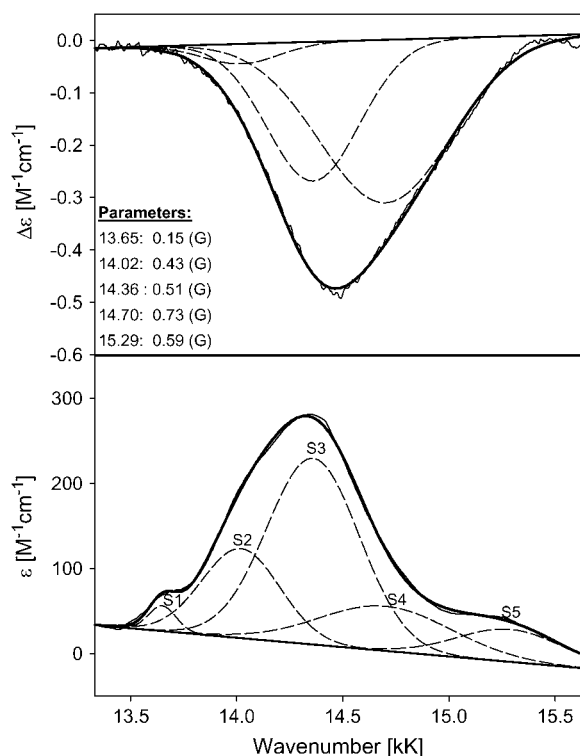 0.0
-0.1
-0.2
-0.3
-0.4
-0.5
-0.6
Δε [M⁻¹cm⁻¹]
Parameters:
13.65: 0.15 (G)
14.02: 0.43 (G)
14.36 : 0.51 (G)
14.70: 0.73 (G)
15.29: 0.59 (G)
300
200
100
0
ε [M⁻¹cm⁻¹]
S1
S2
S3
S4
S5
13.5 14.0 14.5 15.0 15.5
Wavenumber [kK]